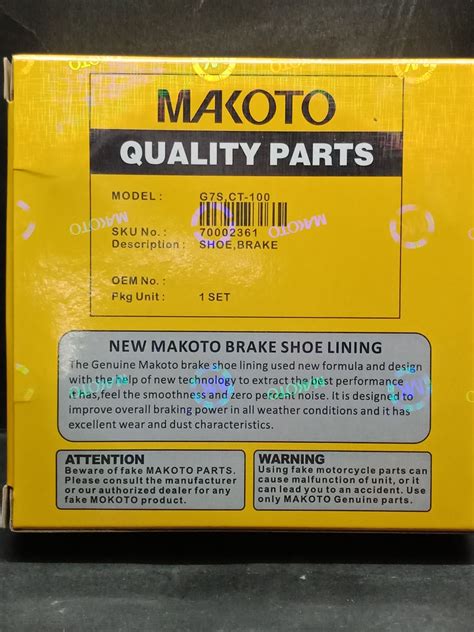 MAKOTO
QUALITY PARTS
MODEL : G7S,CT-100
SKU No : 70002361
Description : SHOE,BRAKE
OEM No :
Pkg Unit : 1 SET
NEW MAKOTO BRAKE SHOE LINING
The Genuine Makoto brake shoe lining used new formula and design
with the help of new technology to extract the best performance
it has,feel the smoothness and zero percent noise. It is designed to
improve overall braking power in all weather conditions and it has
excellent wear and dust characteristics.
ATTENTION
Beware of fake MAKOTO PARTS.
Please consult the manufacturer
or our authorized dealer for any
fake MOKOTO product.
WARNING
Using fake motorcycle parts can
cause malfunction of unit, or it
can lead you to an accident. Use
only MAKOTO Genuine parts.
MAKOTO
MAKOTO
MAKOTO
MAKOTO
MAKOTO